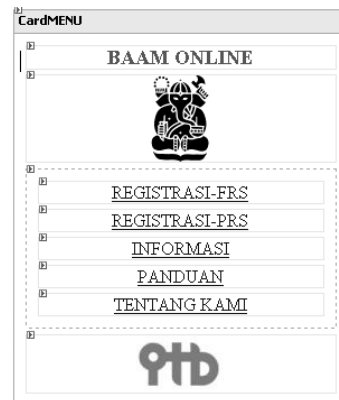 CardMENU
BAAM ONLINE
REGISTRASI-FRS
REGISTRASI-PRS
INFORMASI
PANDUAN
TENTANG KAMI
itb